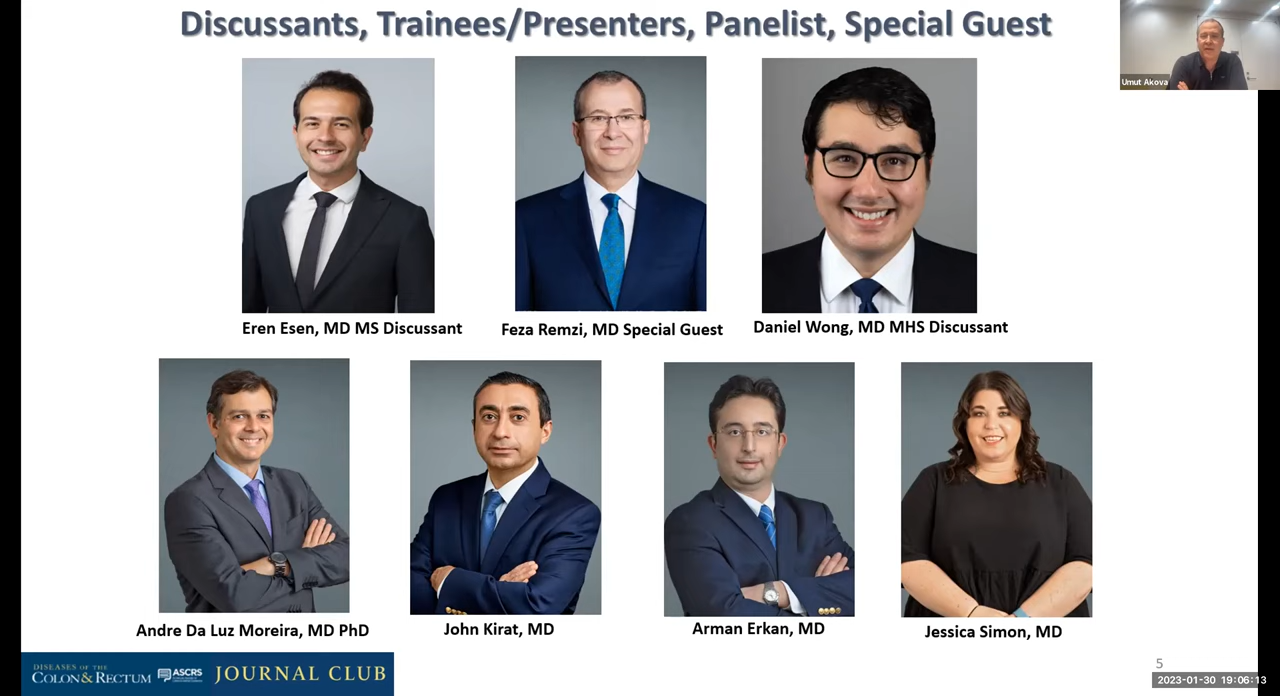 Discussants, Trainees/Presenters, Panelist, Special Guest
Umut Akova
Eren Esen, MD MS Discussant
Feza Remzi, MD Special Guest
Daniel Wong, MD MHS Discussant
Andre Da Luz Moreira, MD PhD
John Kirat, MD
Arman Erkan, MD
Jessica Simon, MD
DISEASES OF THE
COLON&RECTUM
ASCRS
JOURNAL CLUB
5
2023-01-30 19:06:13